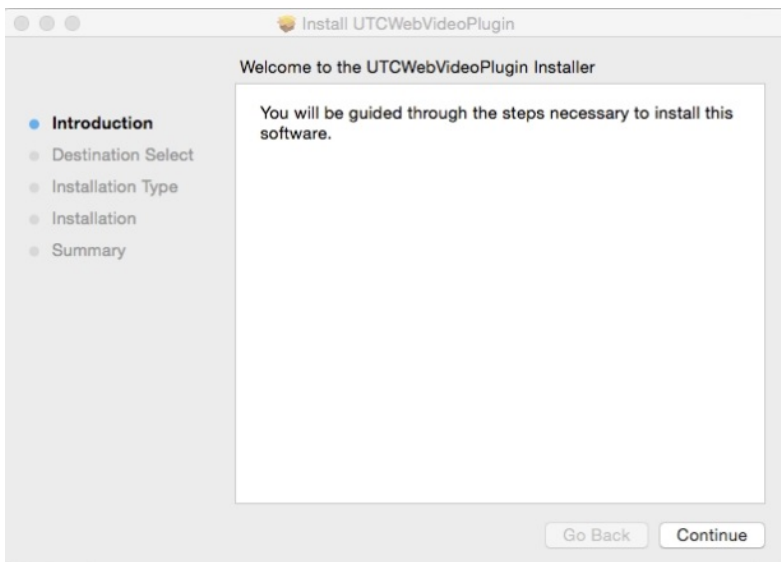 Install UTCWebVideoPlugin
Welcome to the UTCWebVideoPlugin Installer
Introduction
Destination Select
Installation Type
Installation
Summary
You will be guided through the steps necessary to install this
software.
Go Back
Continue